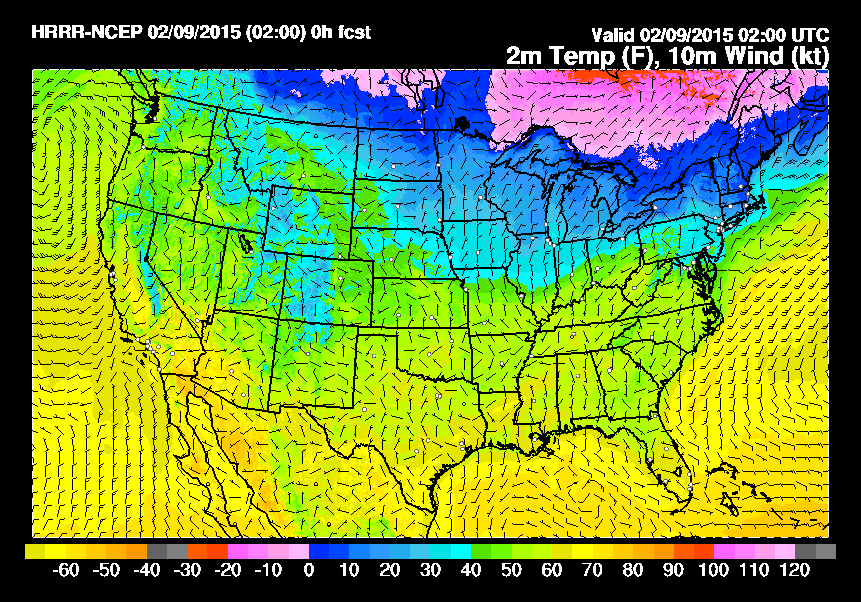 HRRR-NCEP 02/09/2015 (02:00) 0h fcst
Valid 02/09/2015 02:00 UTC
2m Temp (F), 10m Wind (kt)
-60 -50 -40 -30 -20 -10 0 10 20 30 40 50 60 70 80 90 100 110 120